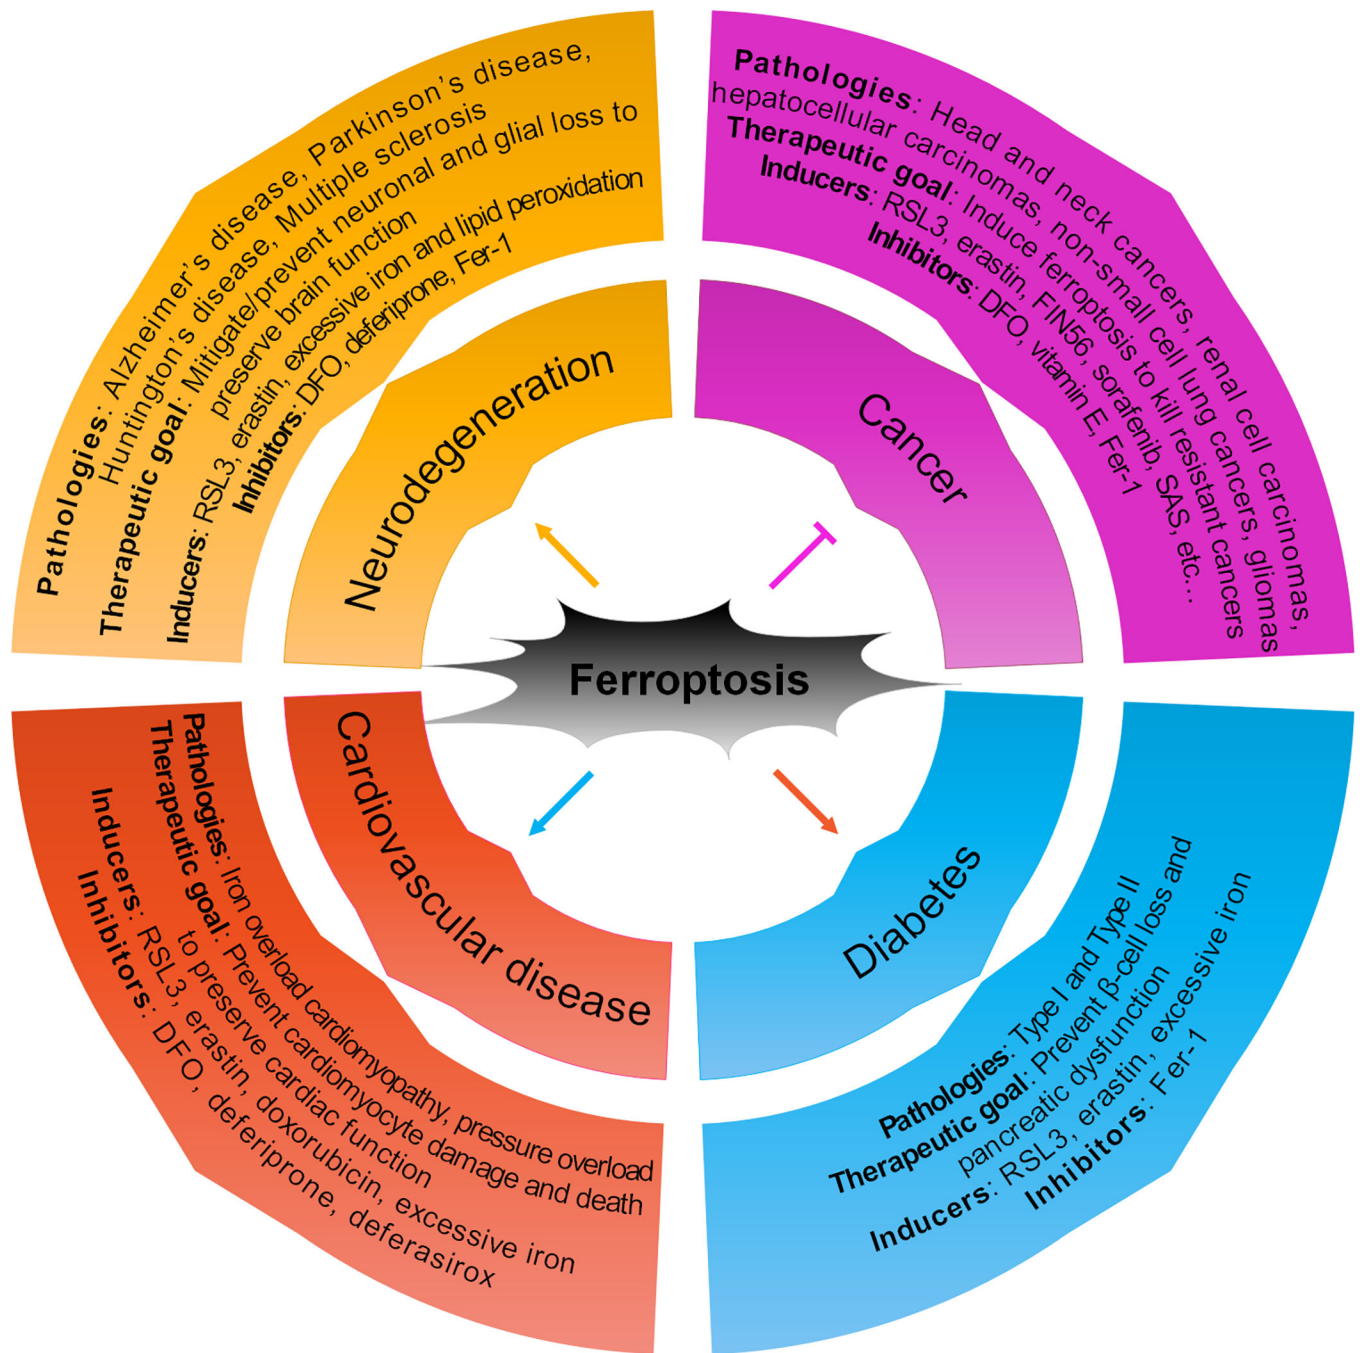 Pathologies: Alzheimer's disease, Parkinson's disease,
Huntington's disease, Multiple sclerosis
Therapeutic goal: Mitigate/prevent neuronal and glial loss to
preserve brain function
Inducers: RSL3, erastin, excessive iron and lipid peroxidation
Inhibitors: DFO, deferiprone, Fer-1
Neurodegeneration
Pathologies: Head and neck cancers, renal cell carcinomas,
hepatocellular carcinomas, non-small cell lung cancers, gliomas
Therapeutic goal: Induce ferroptosis to kill resistant cancers
Inducers: RSL3, erastin, FIN56, sorafenib, SAS, etc...
Inhibitors: DFO, vitamin E, Fer-1
Cancer
Ferroptosis
Cardiovascular disease
Pathologies: Iron overload cardiomyopathy, pressure overload
Therapeutic goal: Prevent cardiomyocyte damage and death
to preserve cardiac function
Inducers: RSL3, erastin, doxorubicin, excessive iron
Inhibitors: DFO, deferiprone, deferasirox
Diabetes
Pathologies: Type I and Type II
Therapeutic goal: Prevent β-cell loss and
pancreatic dysfunction
Inducers: RSL3, erastin, excessive iron
Inhibitors: Fer-1